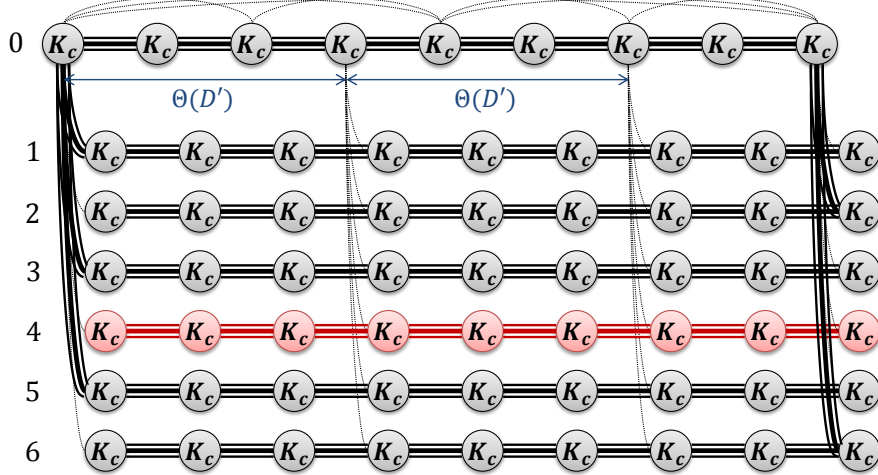 0 K_c K_c K_c K_c K_c K_c K_c K_c K_c
Θ(D′) Θ(D′)
1 K_c K_c K_c K_c K_c K_c K_c K_c K_c
2 K_c K_c K_c K_c K_c K_c K_c K_c K_c
3 K_c K_c K_c K_c K_c K_c K_c K_c K_c
4 K_c K_c K_c K_c K_c K_c K_c K_c K_c
5 K_c K_c K_c K_c K_c K_c K_c K_c K_c
6 K_c K_c K_c K_c K_c K_c K_c K_c K_c